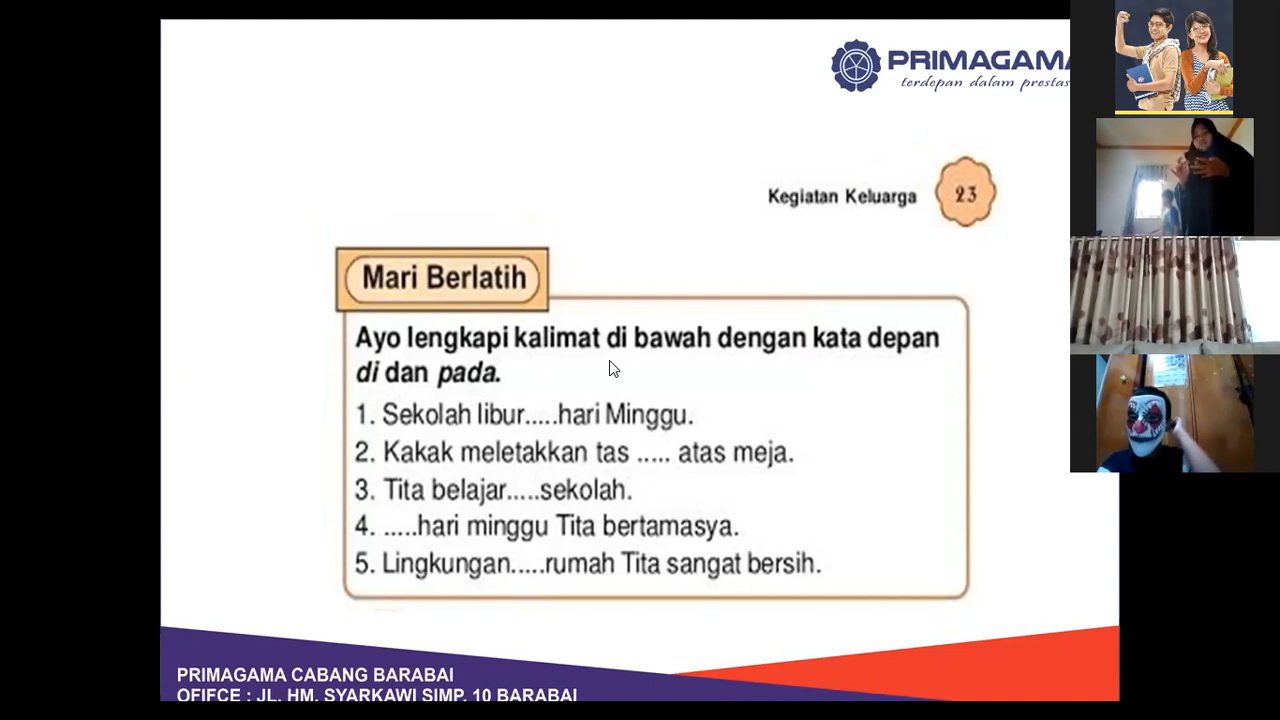 PRIMAGAMA
terdepan dalam prestas
Kegiatan Keluarga 23
Mari Berlatih
Ayo lengkapi kalimat di bawah dengan kata depan
di dan pada.
1. Sekolah libur.....hari Minggu.
2. Kakak meletakkan tas ..... atas meja.
3. Tita belajar.....sekolah.
4. .....hari minggu Tita bertamasya.
5. Lingkungan.....rumah Tita sangat bersih.
PRIMAGAMA CABANG BARABAI
OFIFCE : JL. HM. SYARKAWI SIMP. 10 BARABAI